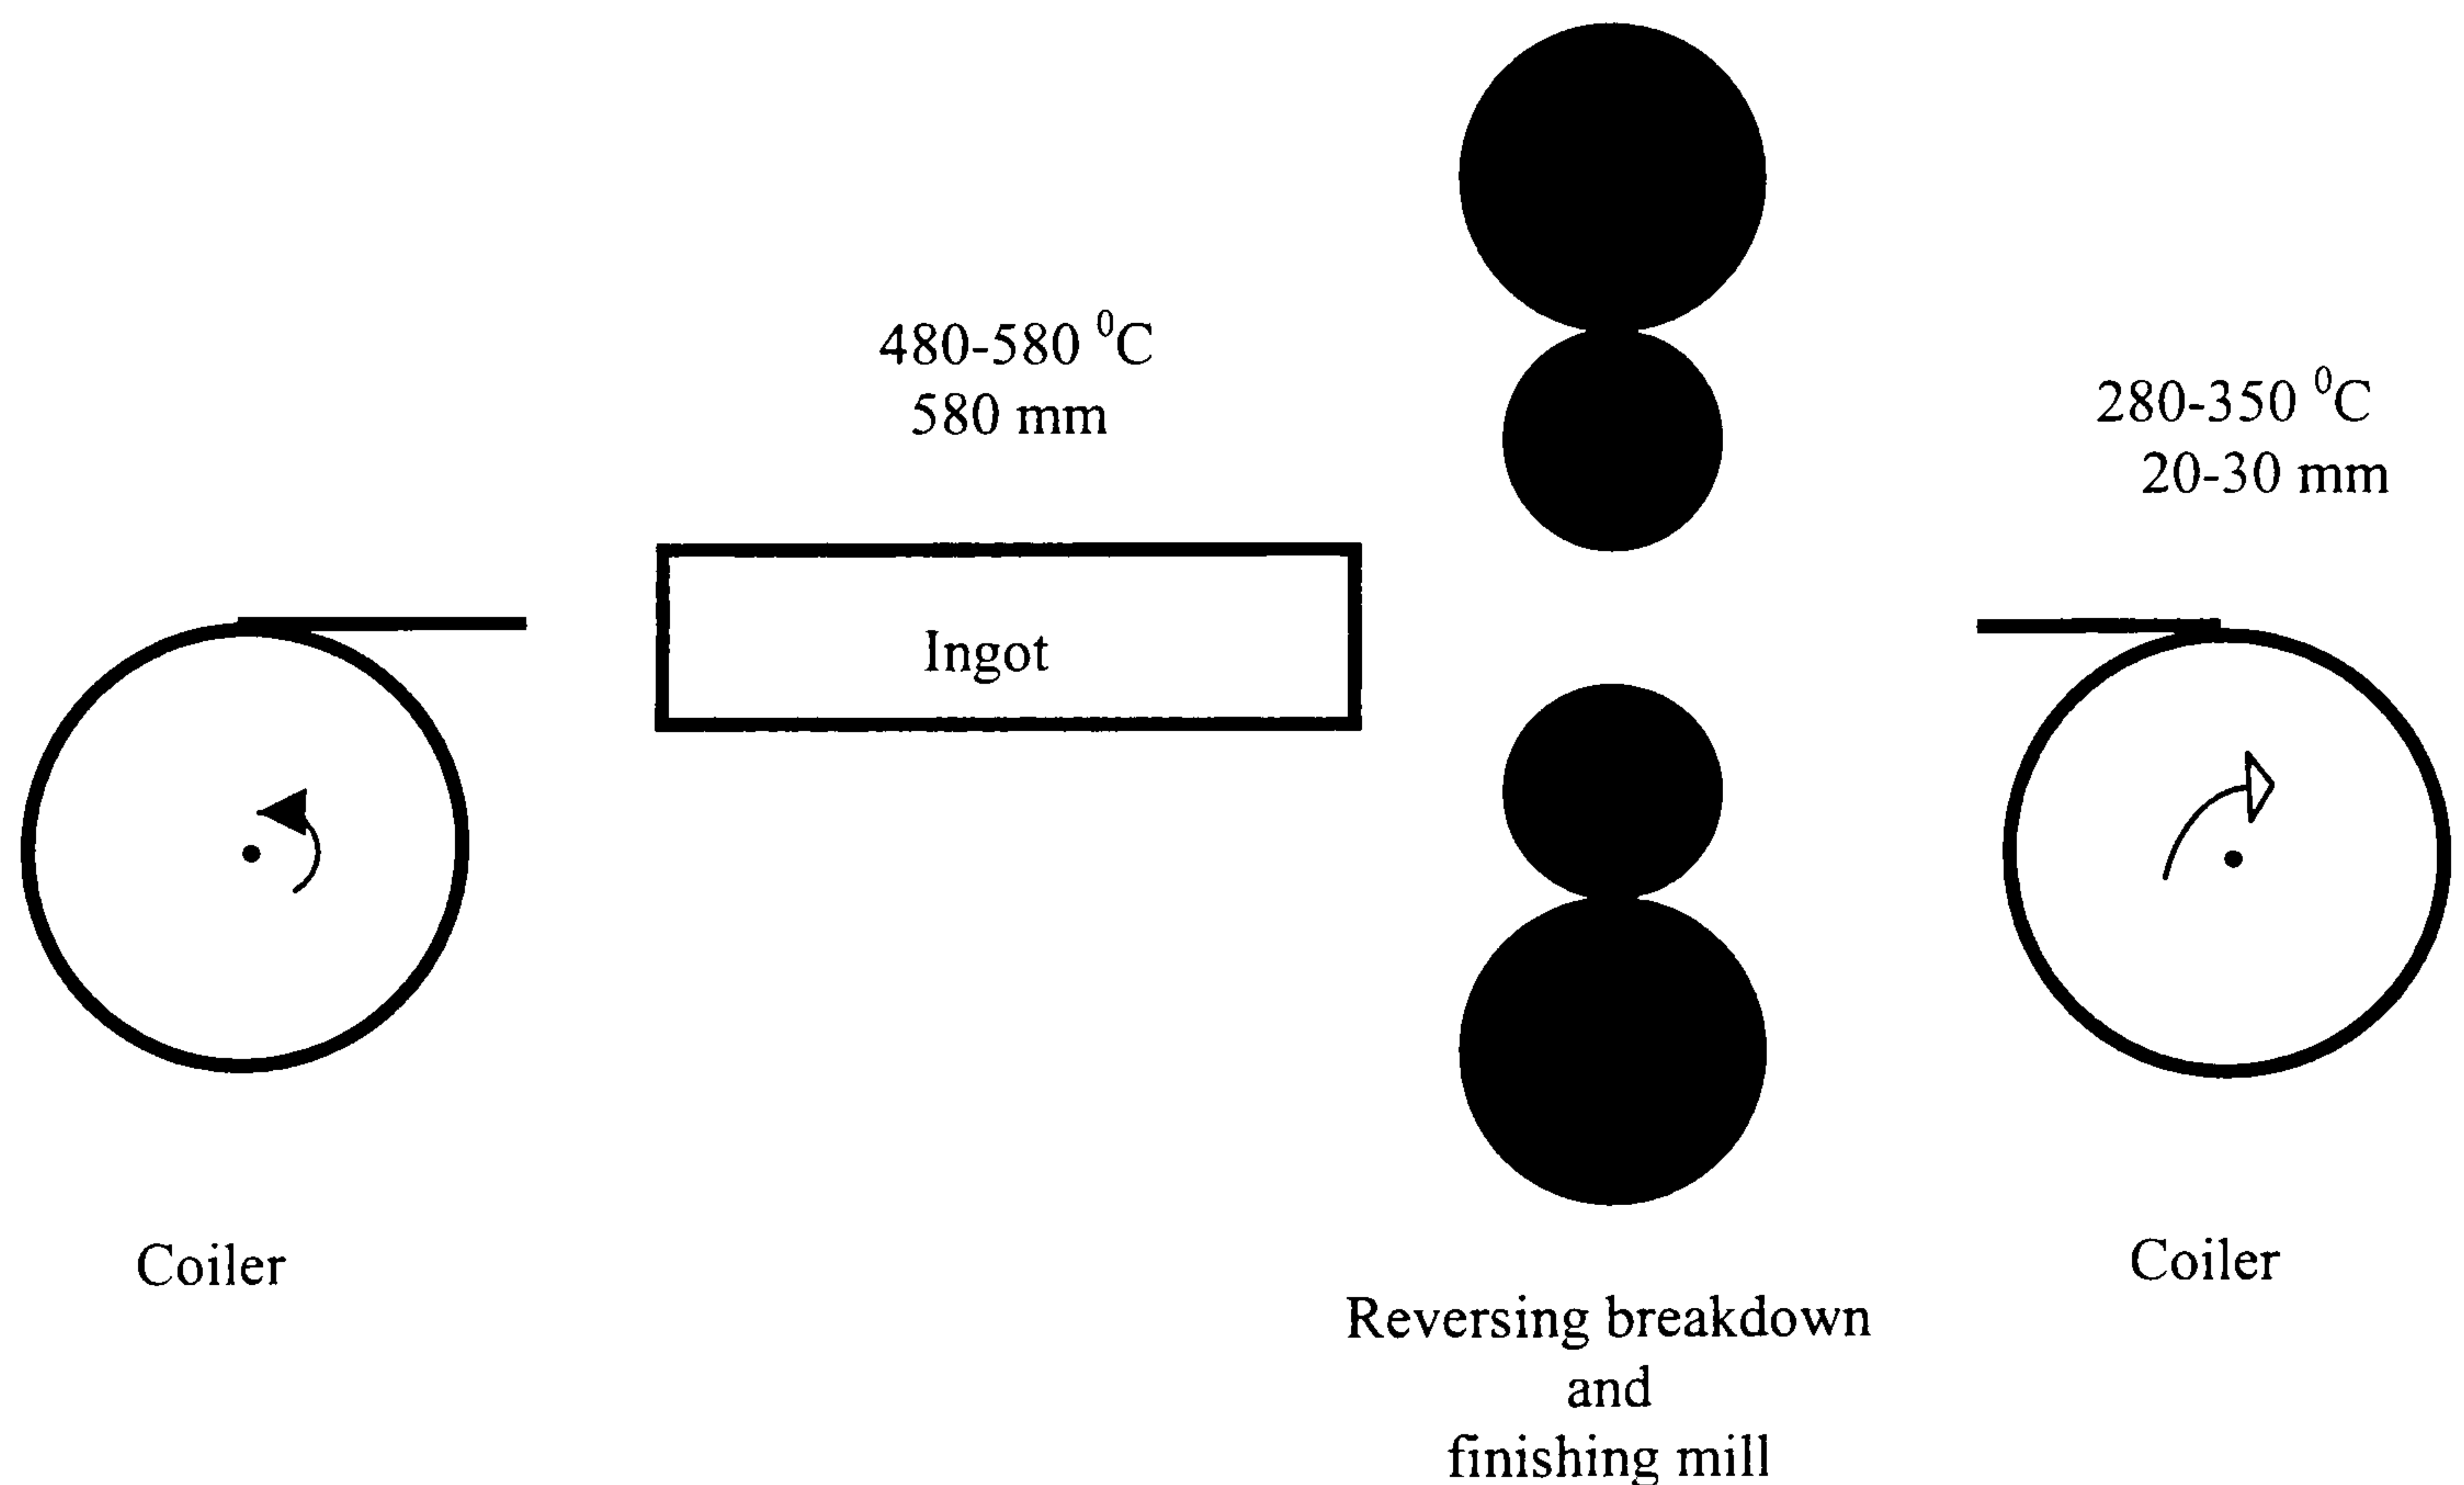 480-580 ⁰C
580 mm
280-350 ⁰C
20-30 mm
Ingot
Coiler
Coiler
Reversing breakdown
and
finishing mill